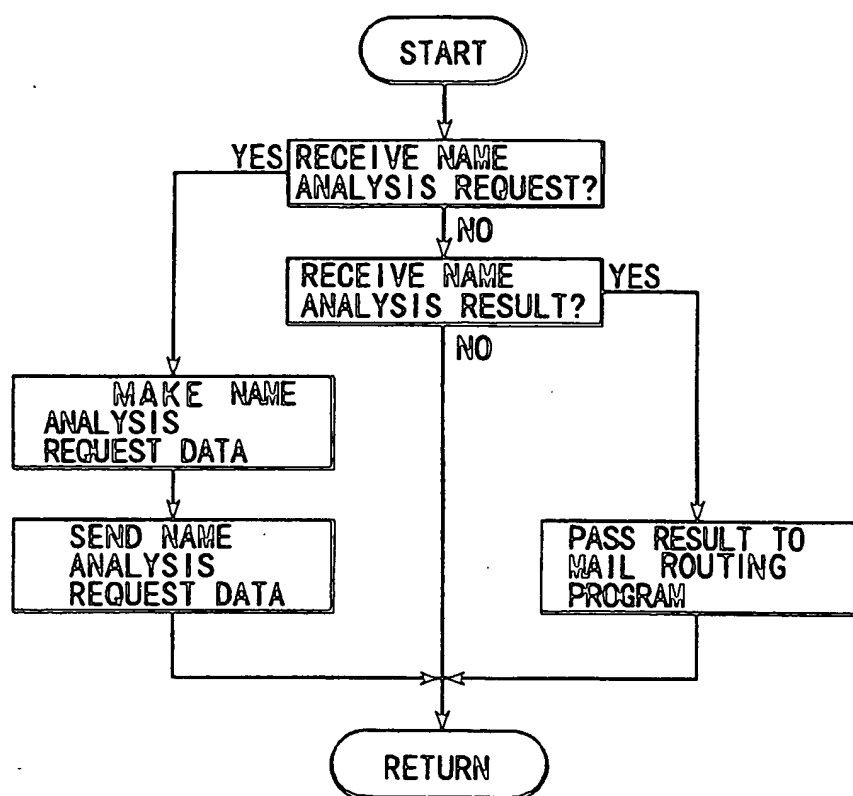 START
YES
RECEIVE NAME
ANALYSIS REQUEST?
NO
RECEIVE NAME
ANALYSIS RESULT?
YES
NO
MAKE NAME
ANALYSIS
REQUEST DATA
SEND NAME
ANALYSIS
REQUEST DATA
PASS RESULT TO
MAIL ROUTING
PROGRAM
RETURN